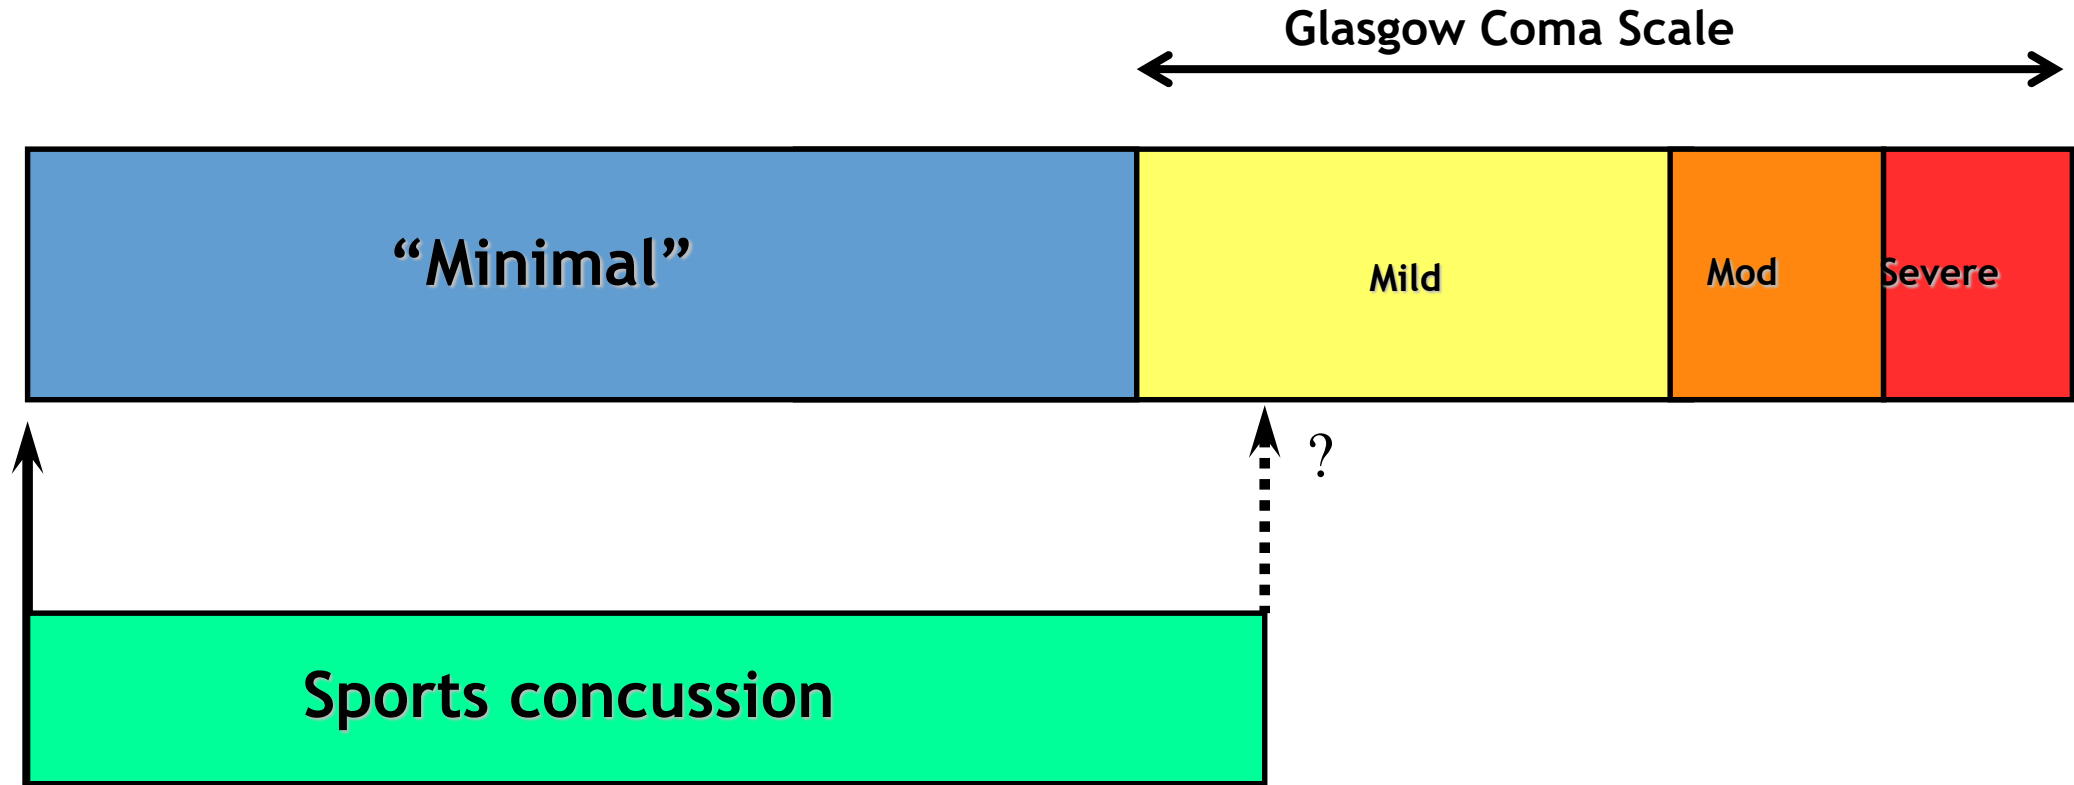 Glasgow Coma Scale
“Minimal”
Mild
Mod
Severe
?
Sports concussion